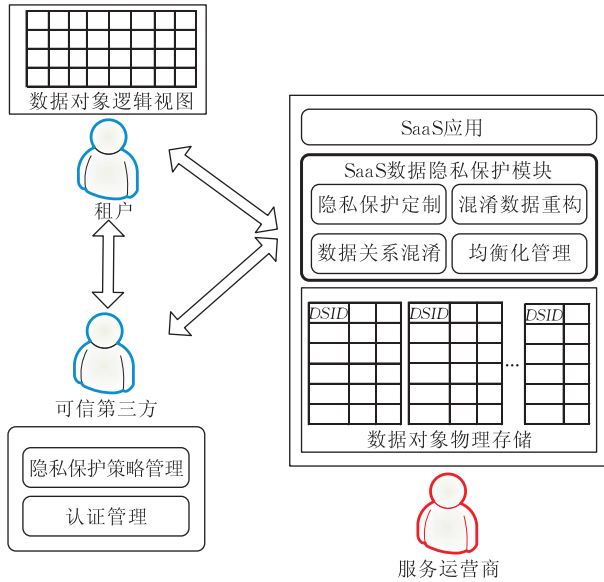 数据对象逻辑视图
租户
可信第三方
隐私保护策略管理
认证管理
SaaS应用
SaaS数据隐私保护模块
隐私保护定制
混淆数据重构
数据关系混淆
均衡化管理
DSID DSID DSID
...
数据对象物理存储
服务运营商